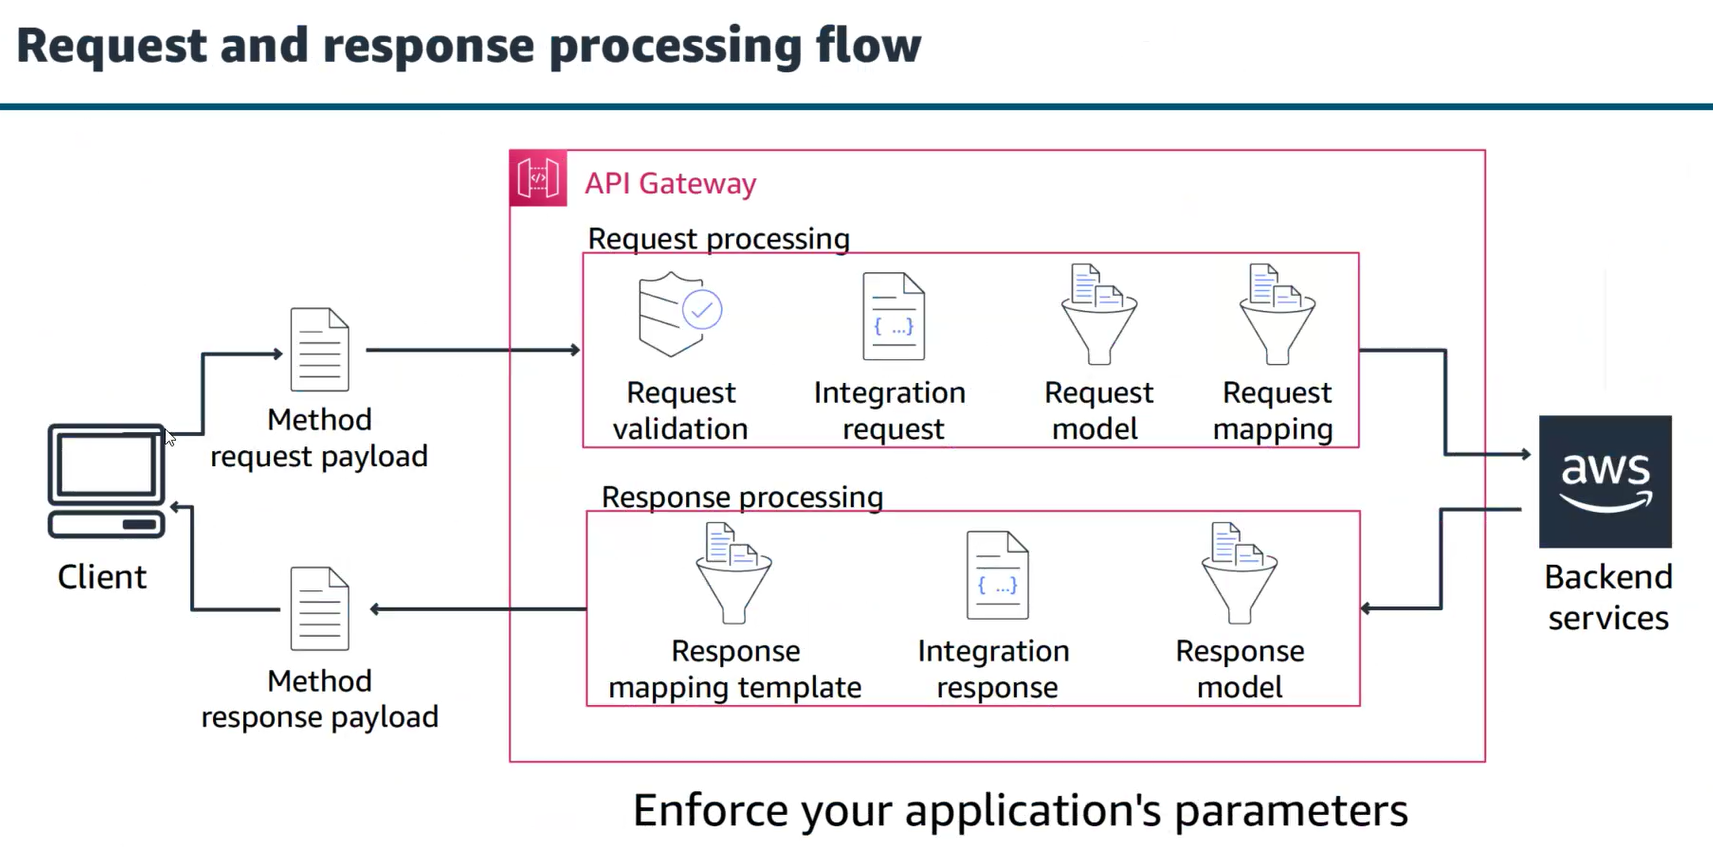 Request and response processing flow
</>
API Gateway
Request processing
{ ...}
Request
validation
Integration
request
Request
model
Request
mapping
Method
request payload
aws
Response processing
{ ...}
Client
Backend
services
Response
mapping template
Integration
response
Response
model
Method
response payload
Enforce your application's parameters